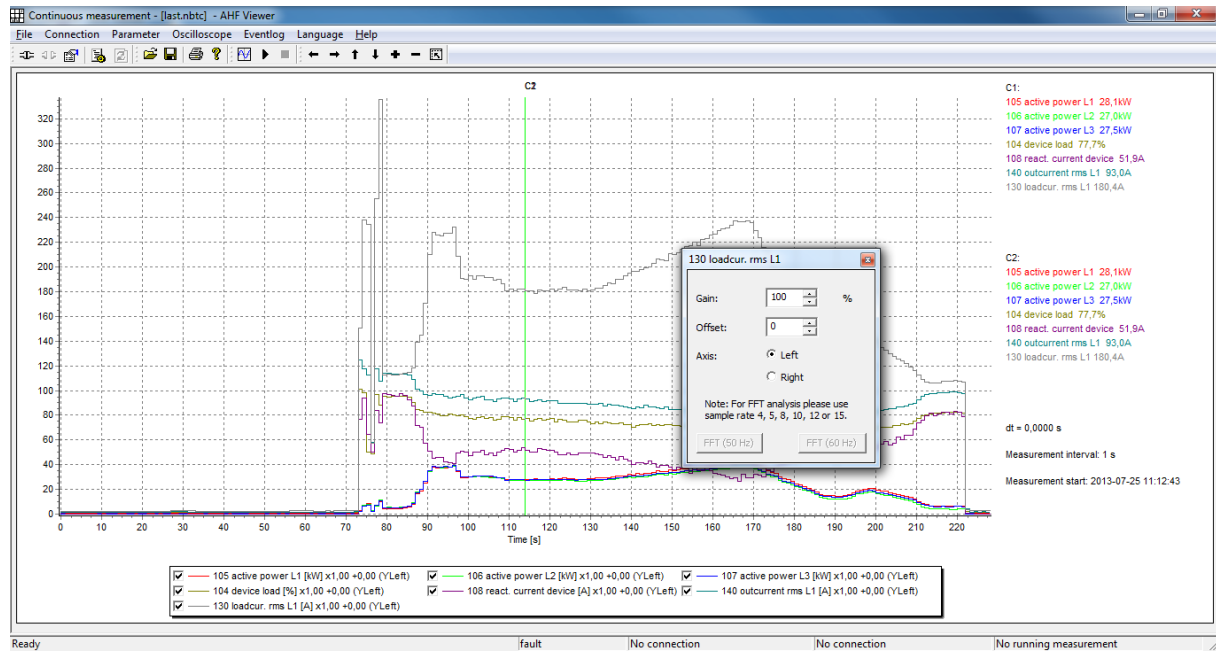 Continuous measurement - [last.nbtc] - AHF Viewer
File Connection Parameter Oscilloscope Eventlog Language Help
C2
320
300
280
260
240
220
200
180
160
140
120
100
80
60
40
20
0
0 10 20 30 40 50 60 70 80 90 100 110 120 130 140 150 160 170 180 190 200 210 220
Time [s]
C1:
105 active power L1 28,1kW
106 active power L2 27,0kW
107 active power L3 27,5kW
104 device load 77,7%
108 react. current device 51,9A
140 outcurrent rms L1 93,0A
130 loadcur. rms L1 180,4A
C2:
105 active power L1 28,1kW
106 active power L2 27,0kW
107 active power L3 27,5kW
104 device load 77,7%
108 react. current device 51,9A
140 outcurrent rms L1 93,0A
130 loadcur. rms L1 180,4A
dt = 0,0000 s
Measurement interval: 1 s
Measurement start: 2013-07-25 11:12:43
130 loadcur. rms L1
Gain: 100 %
Offset: 0
Axis: Left
Right
Note: For FFT analysis please use
sample rate 4, 5, 8, 10, 12 or 15.
FFT (50 Hz) FFT (60 Hz)
105 active power L1 [kW] x1,00 +0,00 (YLeft) 106 active power L2 [kW] x1,00 +0,00 (YLeft) 107 active power L3 [kW] x1,00 +0,00 (YLeft)
104 device load [%] x1,00 +0,00 (YLeft) 108 react. current device [A] x1,00 +0,00 (YLeft) 140 outcurrent rms L1 [A] x1,00 +0,00 (YLeft)
130 loadcur. rms L1 [A] x1,00 +0,00 (YLeft)
Ready fault No connection No connection No running measurement